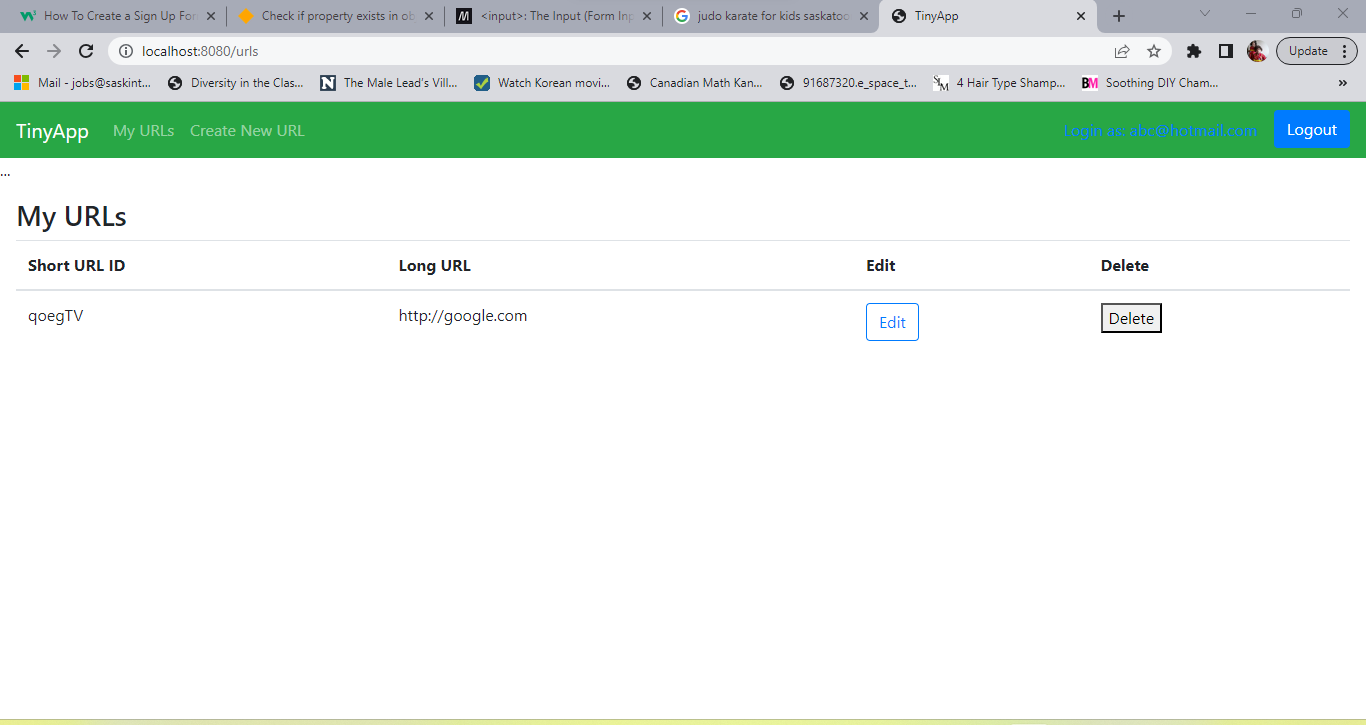 How To Create a Sign Up For
Check if property exists in ob
<input>: The Input (Form Inp
judo karate for kids saskatoo
TinyApp
localhost:8080/urls
Update
Mail - jobs@saskint...
Diversity in the Clas...
The Male Lead's Vill...
Watch Korean movi...
Canadian Math Kan...
91687320.e_space_t...
4 Hair Type Shamp...
BM Soothing DIY Cham...
»
TinyApp My URLs Create New URL Login as: abc@hotmail.com Logout
...
My URLs
Short URL ID Long URL Edit Delete
qoegTV http://google.com Edit Delete